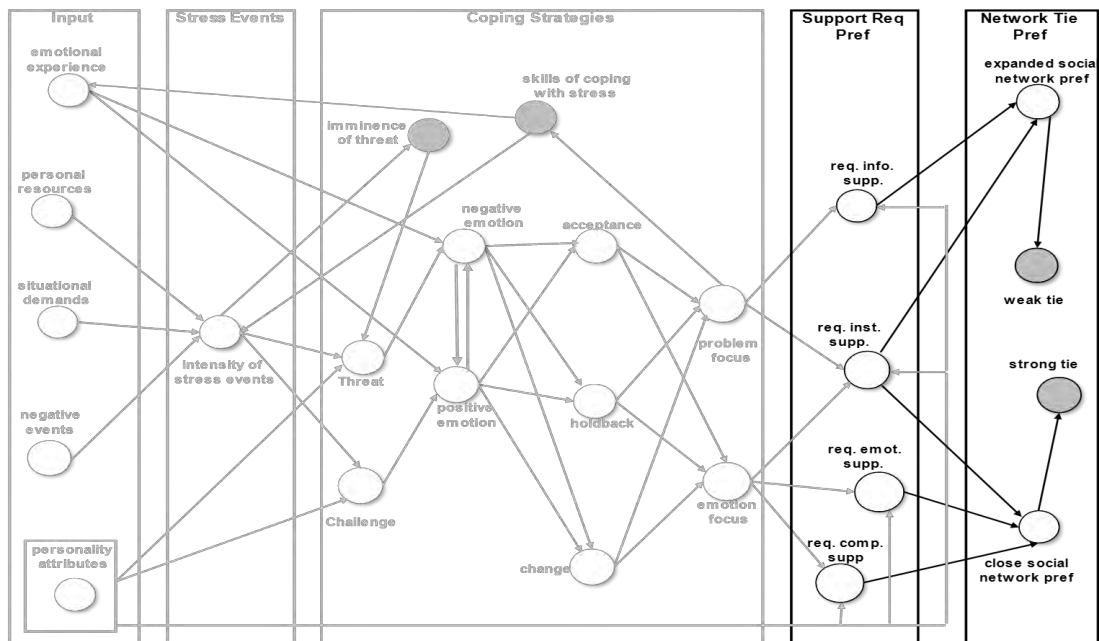 Input
Stress Events
Coping Strategies
Support Req
Pref
Network Tie
Pref
emotional
experience
personal
resources
situational
demands
negative
events
personality
attributes
Intensity of
stress events
imminence
of threat
skills of coping
with stress
negative
emotion
acceptance
Threat
positive
emotion
holdback
Challenge
change
problem
focus
emotion
focus
req. info.
supp.
req. inst.
supp.
req. emot.
supp.
req. comp.
supp
expanded social
network pref
weak tie
strong tie
close social
network pref